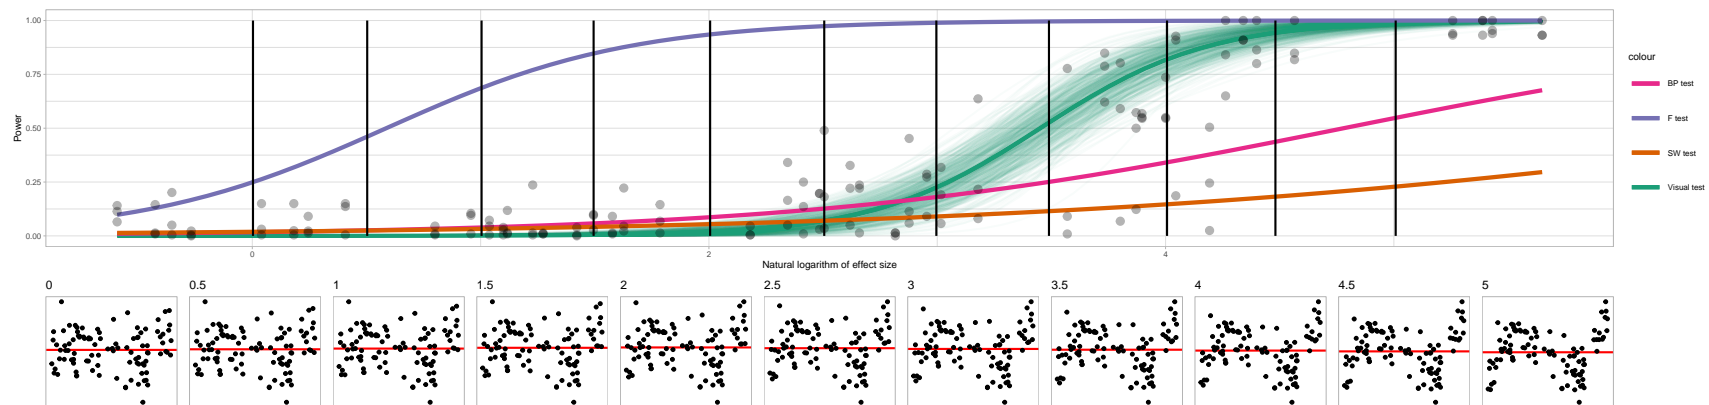 1.00
0.75
0.50
0.25
0.00
Power
0 2 4
Natural logarithm of effect size
colour
BP test
F test
SW test
Visual test
0 0.5 1 1.5 2 2.5 3 3.5 4 4.5 5